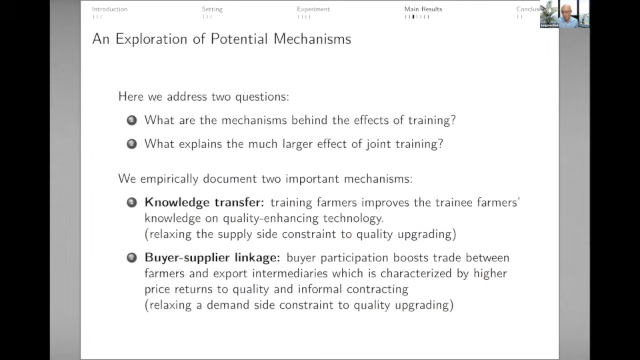 Introduction Setting Experiment Main Results
An Exploration of Potential Mechanisms
Here we address two questions:
1 What are the mechanisms behind the effects of training?
2 What explains the much larger effect of joint training?
We empirically document two important mechanisms:
1 Knowledge transfer: training farmers improves the trainee farmers'
knowledge on quality-enhancing technology.
(relaxing the supply side constraint to quality upgrading)
2 Buyer-supplier linkage: buyer participation boosts trade between
farmers and export intermediaries which is characterized by higher
price returns to quality and informal contracting
(relaxing a demand side constraint to quality upgrading)